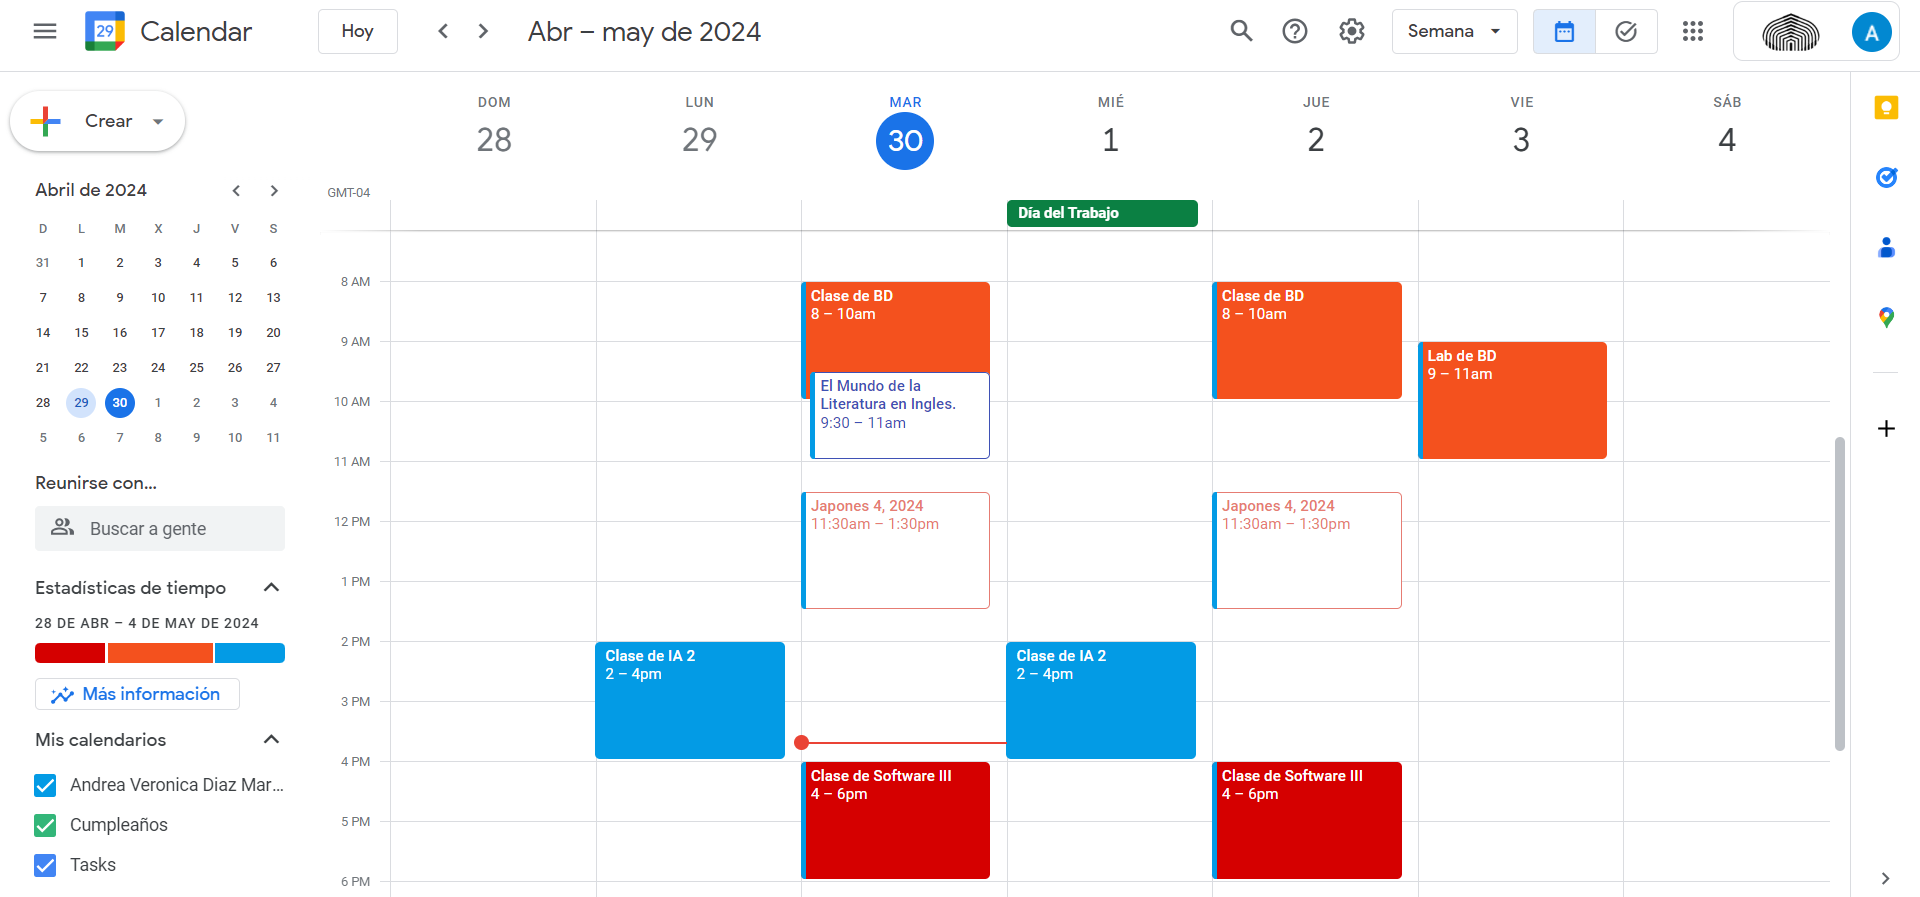 29 Calendar
Hoy
Abr – may de 2024
Semana
A
Crear
DOM LUN MAR MIÉ JUE VIE SÁB
28 29 30 1 2 3 4
GMT-04
Día del Trabajo
Abril de 2024
D L M X J V S
31 1 2 3 4 5 6
7 8 9 10 11 12 13
14 15 16 17 18 19 20
21 22 23 24 25 26 27
28 29 30 1 2 3 4
5 6 7 8 9 10 11
Reunirse con...
Buscar a gente
Estadísticas de tiempo
28 DE ABR – 4 DE MAY DE 2024
Más información
Mis calendarios
Andrea Veronica Diaz Mar...
Cumpleaños
Tasks
8 AM
9 AM
10 AM
11 AM
12 PM
1 PM
2 PM
3 PM
4 PM
5 PM
6 PM
Clase de IA 2
2 – 4pm
Clase de BD
8 – 10am
El Mundo de la
Literatura en Ingles.
9:30 – 11am
Japones 4, 2024
11:30am – 1:30pm
Clase de Software III
4 – 6pm
Clase de IA 2
2 – 4pm
Clase de BD
8 – 10am
Japones 4, 2024
11:30am – 1:30pm
Clase de Software III
4 – 6pm
Lab de BD
9 – 11am